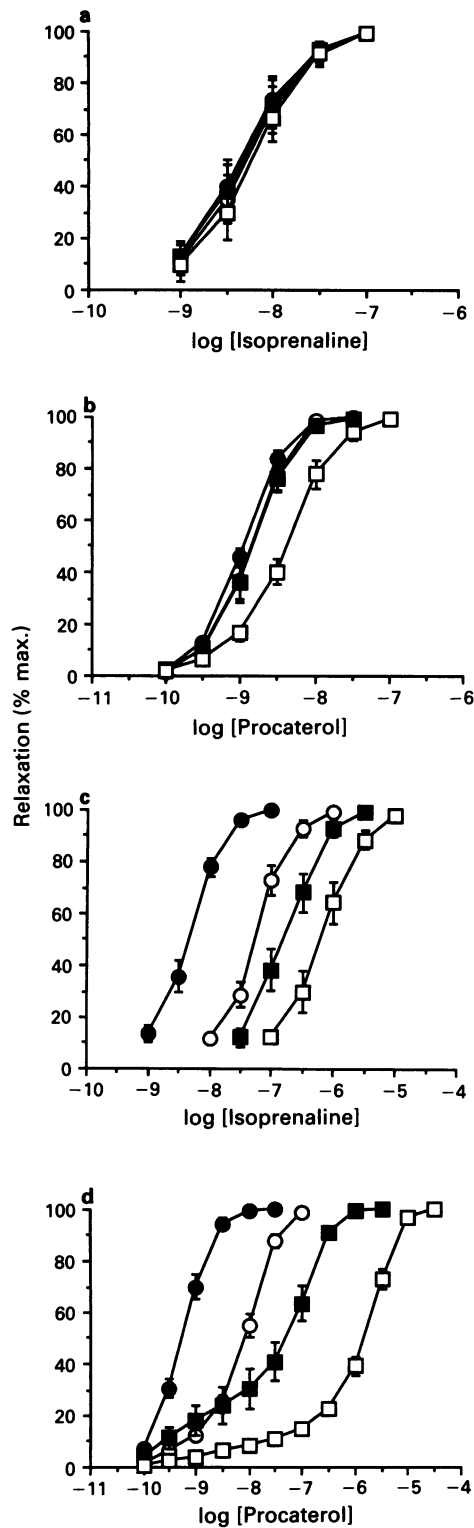 a
100
80
60
40
20
0
−10 −9 −8 −7 −6
log [Isoprenaline]
b
100
80
60
40
20
0
−11 −10 −9 −8 −7 −6
log [Procaterol]
Relaxation (% max.)
c
100
80
60
40
20
0
−10 −9 −8 −7 −6 −5 −4
log [Isoprenaline]
d
100
80
60
40
20
0
−11 −10 −9 −8 −7 −6 −5 −4
log [Procaterol]